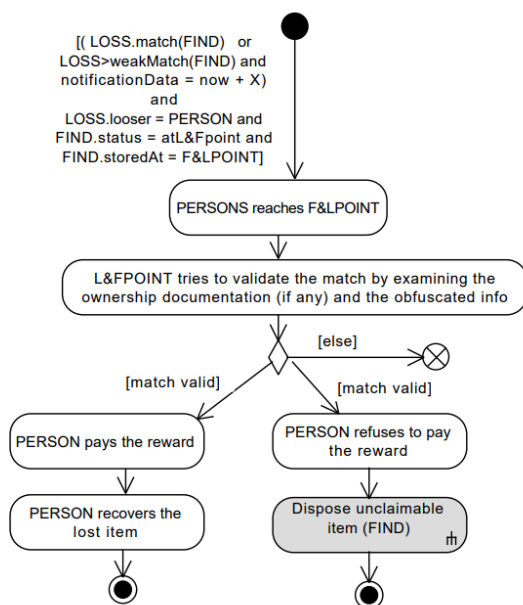 [( LOSS.match(FIND) or
LOSS>weakMatch(FIND) and
notificationData = now + X)
and
LOSS.looser = PERSON and
FIND.status = atL&Fpoint and
FIND.storedAt = F&LPOINT]
PERSONS reaches F&LPOINT
L&FPOINT tries to validate the match by examining the
ownership documentation (if any) and the obfuscated info
[else]
[match valid]
[match valid]
PERSON pays the reward
PERSON refuses to pay
the reward
PERSON recovers the
lost item
Dispose unclaimable
item (FIND)